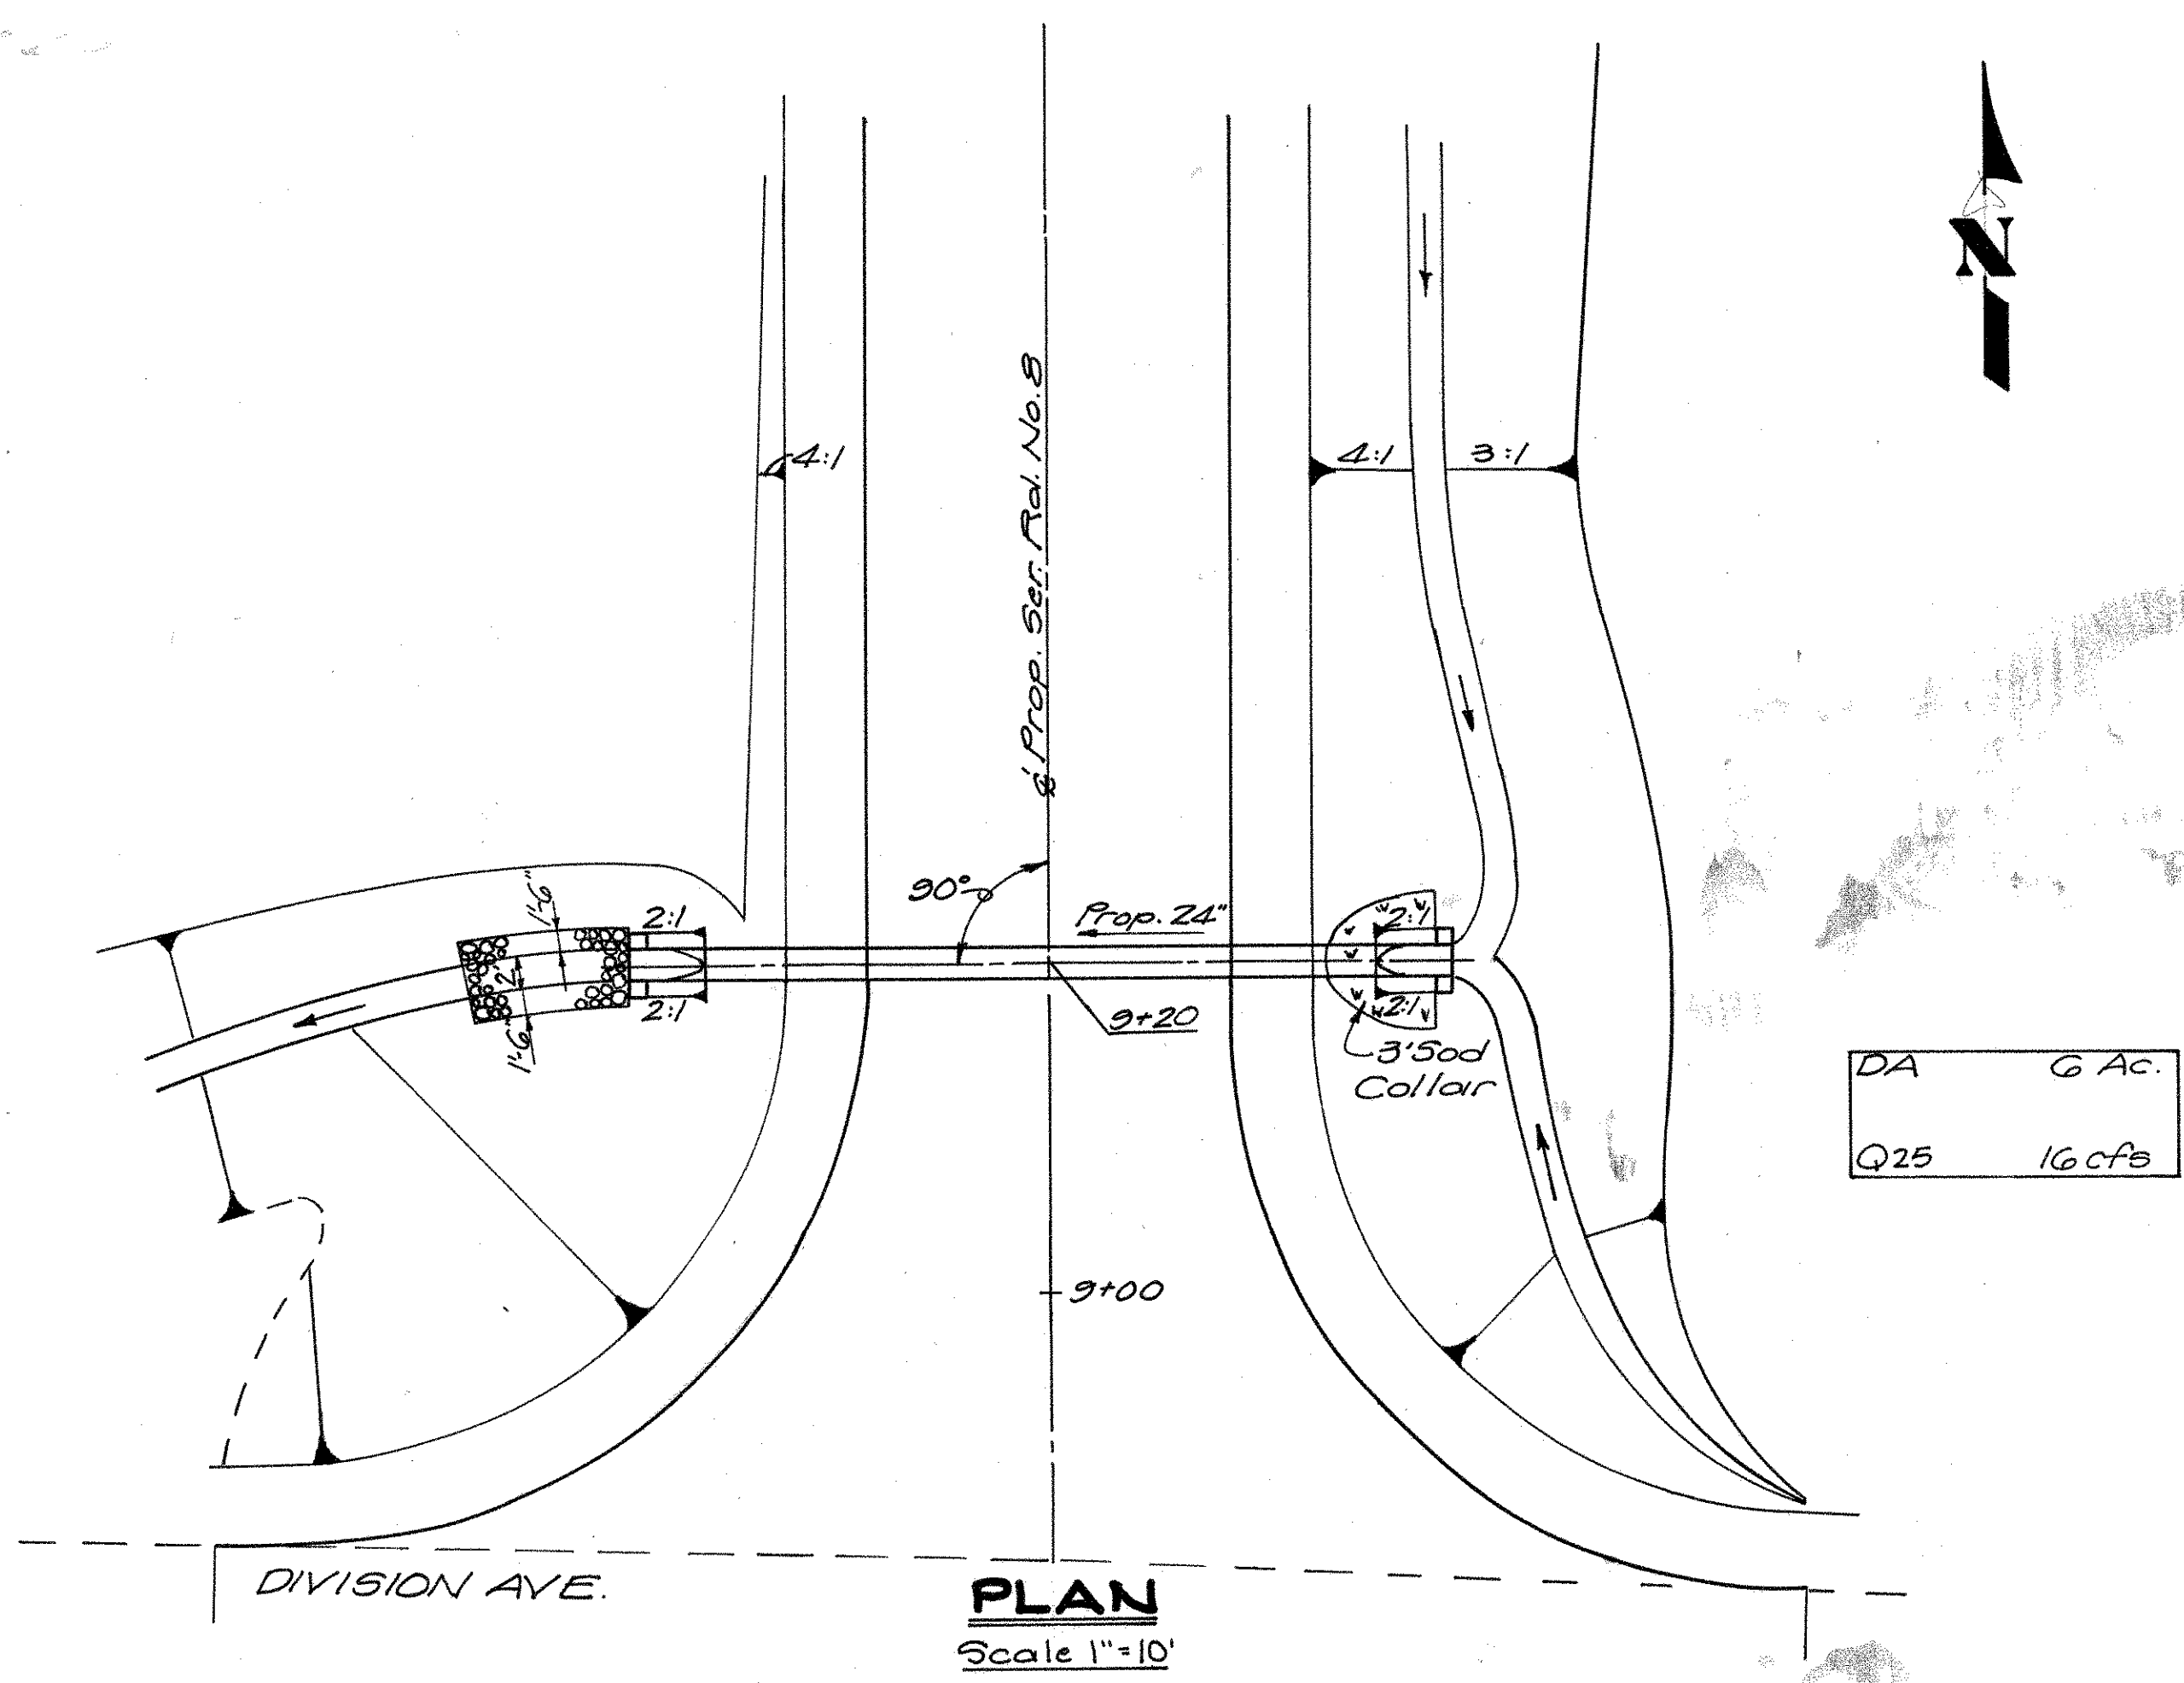 N
4:1
4:1
3:1
℄ Prop. Ser. Rd. No. 8
90°
Prop. 24"
1'-6"
2'
1'-6"
2:1
2:1
2:1
2:1
9+20
3' Sod
Collar
DA 6 Ac.
Q25 16 cfs
9+00
DIVISION AVE.
PLAN
Scale 1"=10'